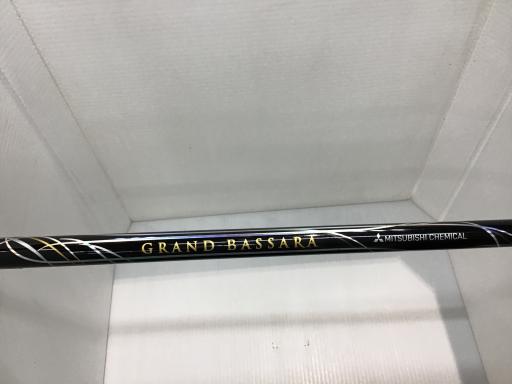 GRAND BASSARA
MITSUBISHI CHEMICAL